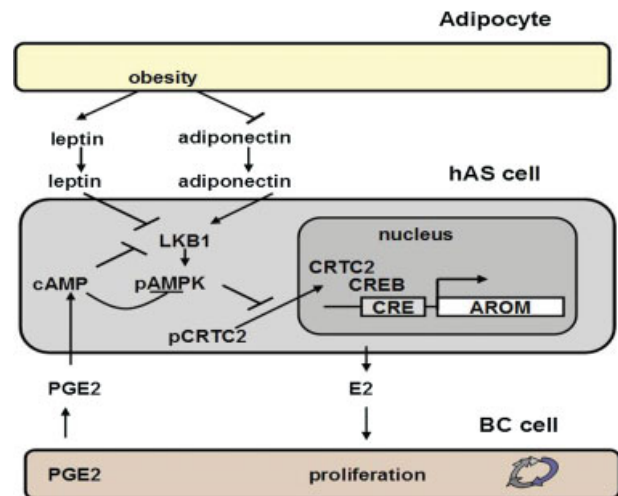 Adipocyte
obesity
leptin adiponectin
leptin adiponectin
hAS cell
nucleus
LKB1
CRTC2
cAMP pAMPK CREB
CRE AROM
pCRTC2
PGE2 E2
BC cell
PGE2 proliferation